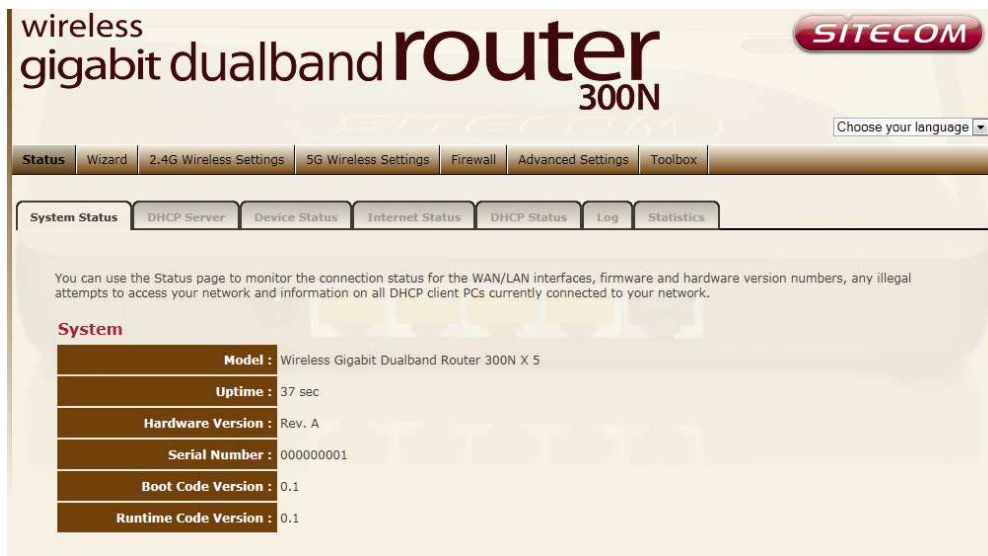 wireless
gigabit dualband router
300N
SITECOM
Choose your language
Status Wizard 2.4G Wireless Settings 5G Wireless Settings Firewall Advanced Settings Toolbox
System Status DHCP Server Device Status Internet Status DHCP Status Log Statistics
You can use the Status page to monitor the connection status for the WAN/LAN interfaces, firmware and hardware version numbers, any illegal
attempts to access your network and information on all DHCP client PCs currently connected to your network.
System
Model : Wireless Gigabit Dualband Router 300N X 5
Uptime : 37 sec
Hardware Version : Rev. A
Serial Number : 000000001
Boot Code Version : 0.1
Runtime Code Version : 0.1